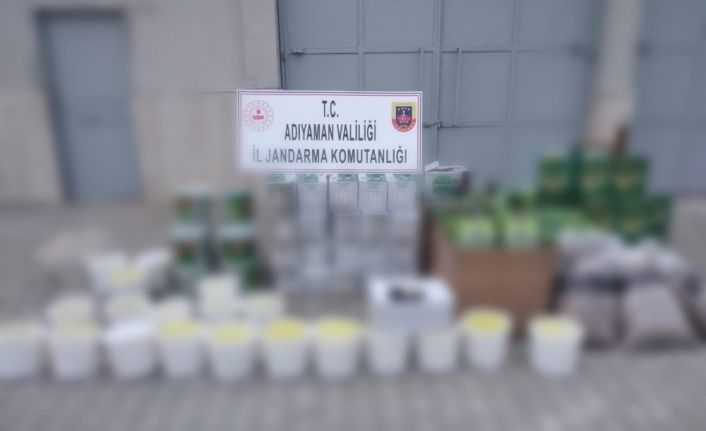 T.C.
ADIYAMAN VALİLİĞİ
İL JANDARMA KOMUTANLIĞI